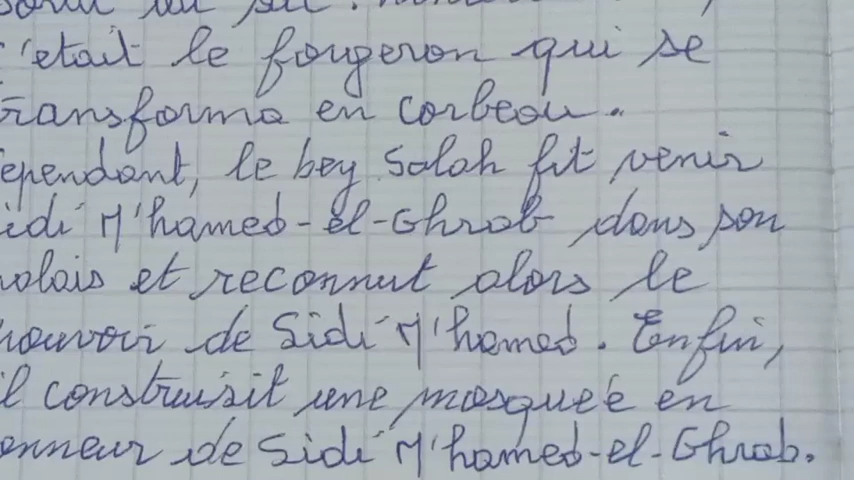 c'était le forgeron qui se
transforma en corbeau.
Cependant, le bey Salah fit venir
Sidi M'hamed-el-Ghrab dans son
palais et reconnut alors le
pouvoir de Sidi M'hamed. Enfin,
il construisit une mosquée en
honneur de Sidi M'hamed-el-Ghrab.